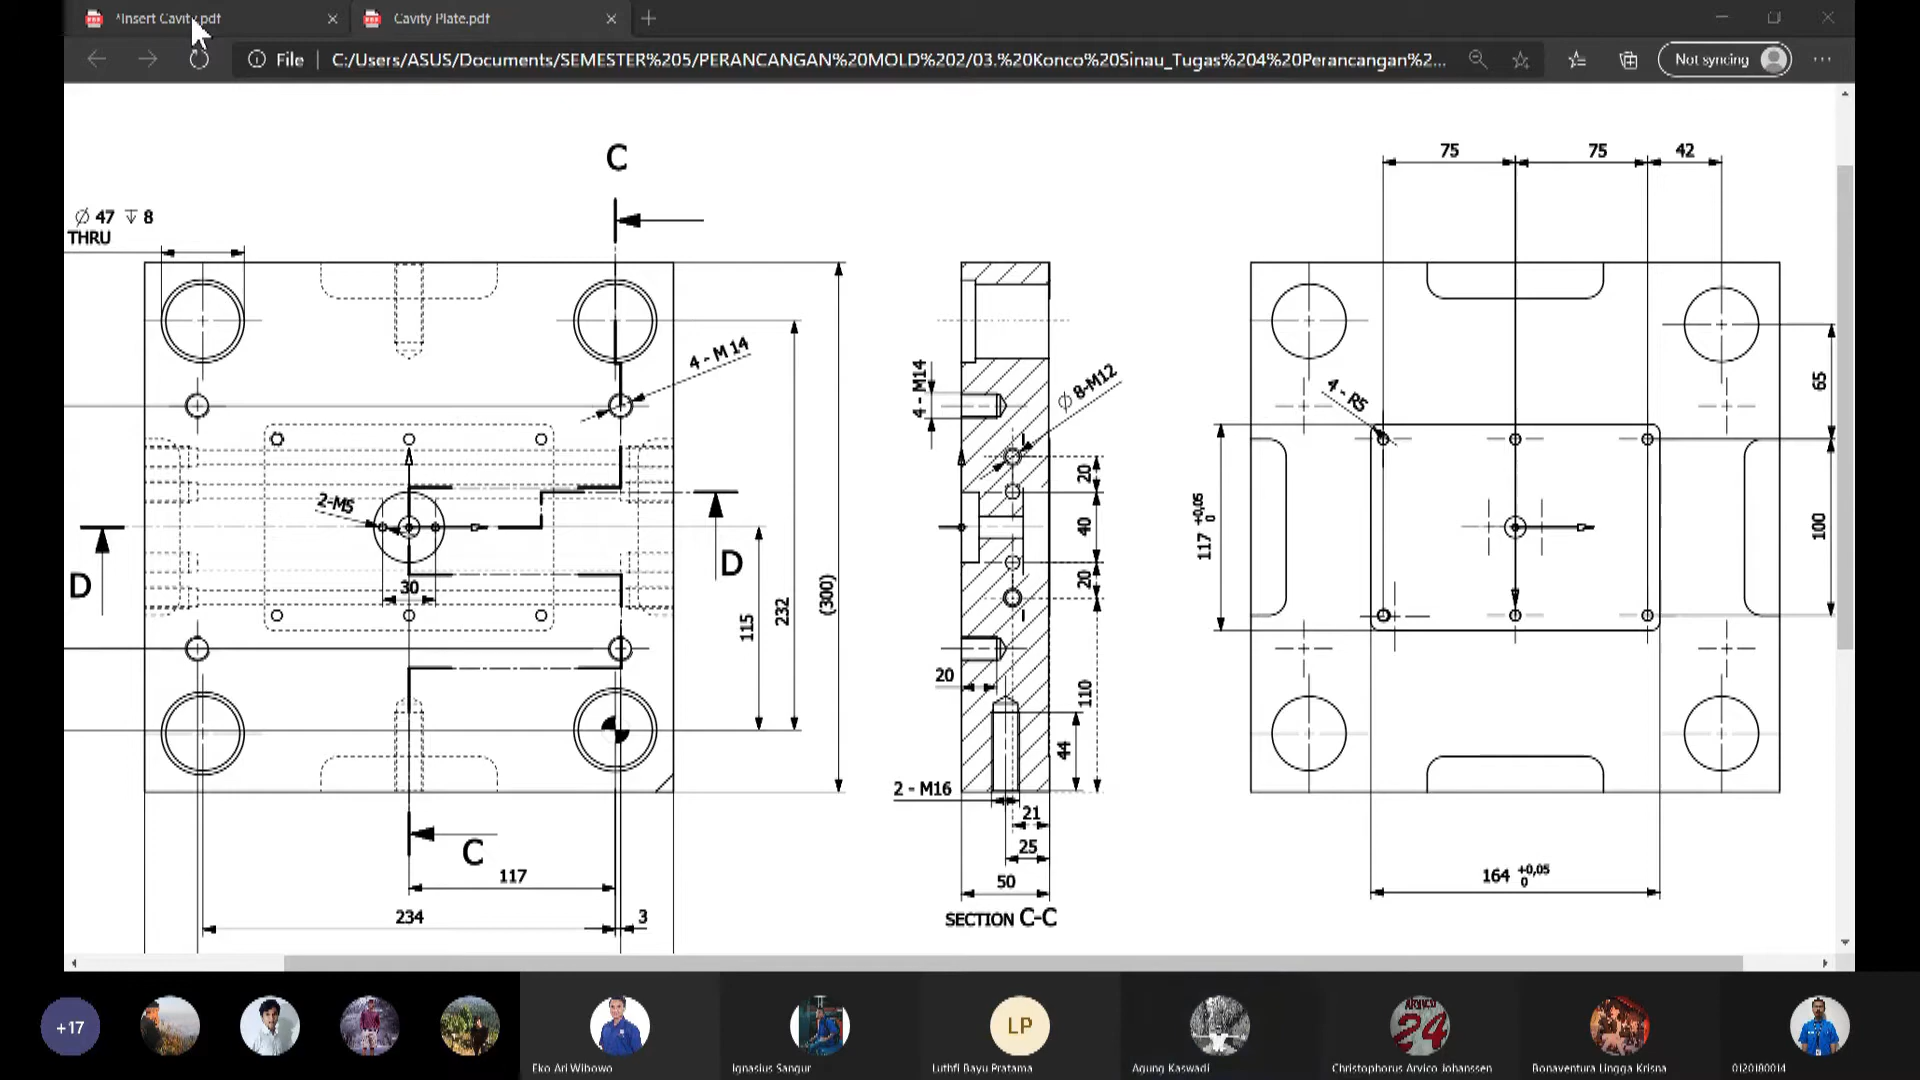 *Insert Cavity.pdf
Cavity Plate.pdf
File
C:/Users/ASUS/Documents/SEMESTER%205/PERANCANGAN%20MOLD%202/03.%20Konco%20Sinau_Tugas%204%20Perancangan%2...
Not syncing
C
75
75
42
∅ 47 ↧ 8
THRU
4 - M 14
4 - M14
∅ 8-M12
4 - R5
65
20
2-M5
40
117 +0,05 0
100
D
D
30
20
115
232
(300)
20
110
44
2 - M16
21
25
C
117
50
164 +0,05 0
234
3
SECTION C-C
+17
LP
ARVICO
24
Eko Ari Wibowo
Ignasius Sangur
Luthfi Bayu Pratama
Agung Kaswadi
Christophorus Arvico Johanssen
Bonaventura Lingga Krisna
0120180014